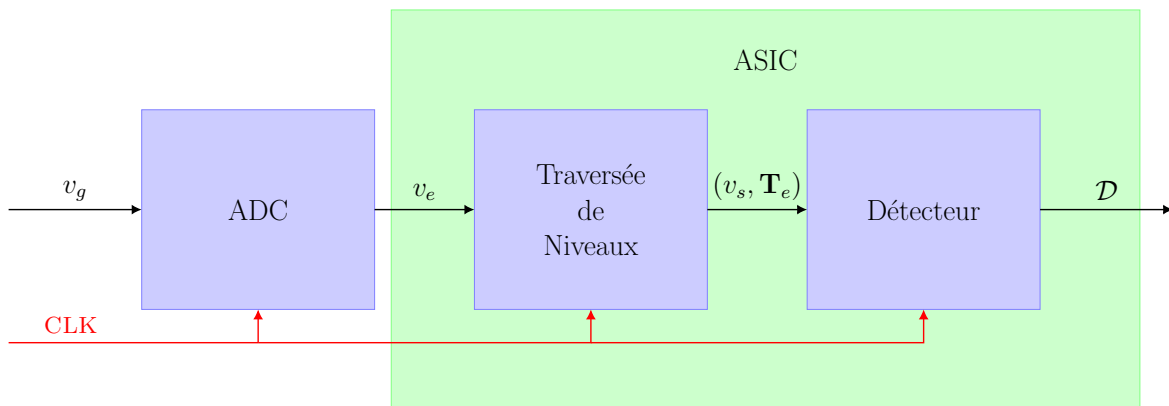 ASIC
v_g
ADC
v_e
Traversée
de
Niveaux
(v_s, T_e)
Détecteur
D
CLK